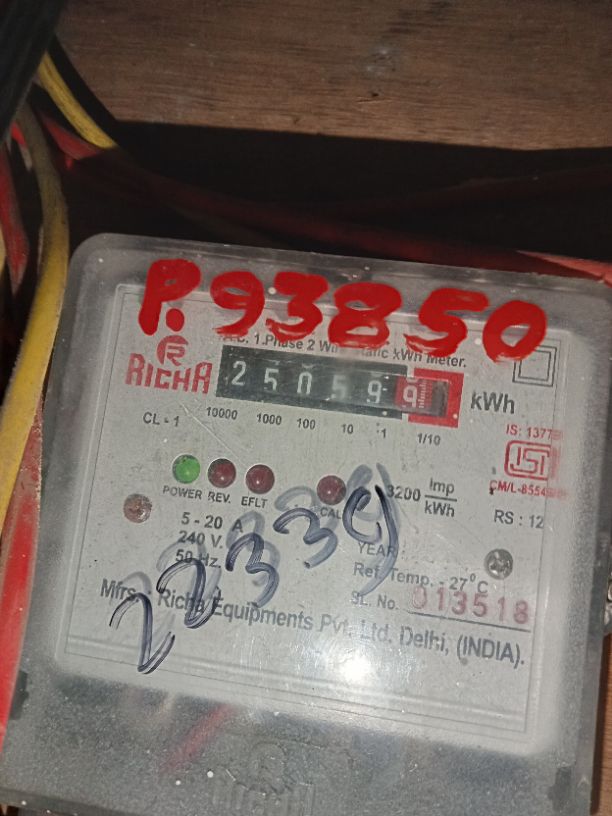 P.93850
A.C. 1.Phase 2 Wire Static kWh Meter.
R
RICHA
250599 kWh
10000 1000 100 10 1 1/10
CL - 1
IS: 1377
ISI
CM/L-8554
POWER REV. EFLT CAL
3200 Imp/kWh
RS : 12
5 - 20 A
240 V.
50 Hz.
22339
YEAR :
Ref. Temp. - 27°C
SL. No. 013518
Mfrs. : Richa Equipments Pvt. Ltd. Delhi, (INDIA).